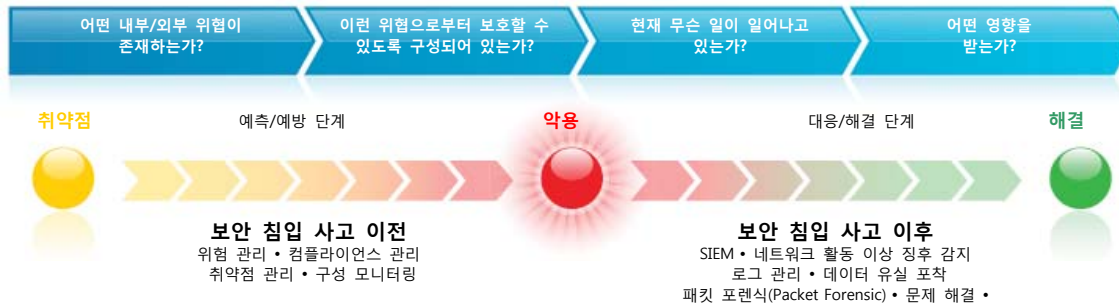 어떤 내부/외부 위협이
존재하는가?
이런 위협으로부터 보호할 수
있도록 구성되어 있는가?
현재 무슨 일이 일어나고
있는가?
어떤 영향을
받는가?
취약점
예측/예방 단계
악용
대응/해결 단계
해결
보안 침입 사고 이전
위험 관리 • 컴플라이언스 관리
취약점 관리 • 구성 모니터링
보안 침입 사고 이후
SIEM • 네트워크 활동 이상 징후 감지
로그 관리 • 데이터 유실 포착
패킷 포렌식(Packet Forensic) • 문제 해결 •